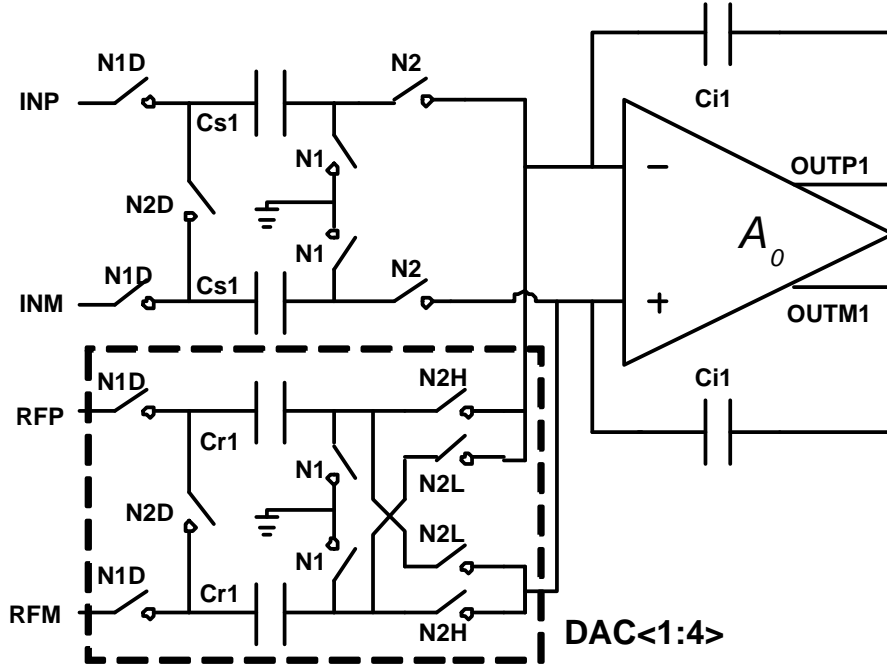 N1D
N2
Ci1
INP
Cs1
N1
OUTP1
−
N2D
A0
N1
N1D
N2
INM
Cs1
+
OUTM1
N1D
N2H
Ci1
RFP
Cr1
N1
N2L
N2D
N2L
N1D
N1
Cr1
RFM
N2H
DAC<1:4>